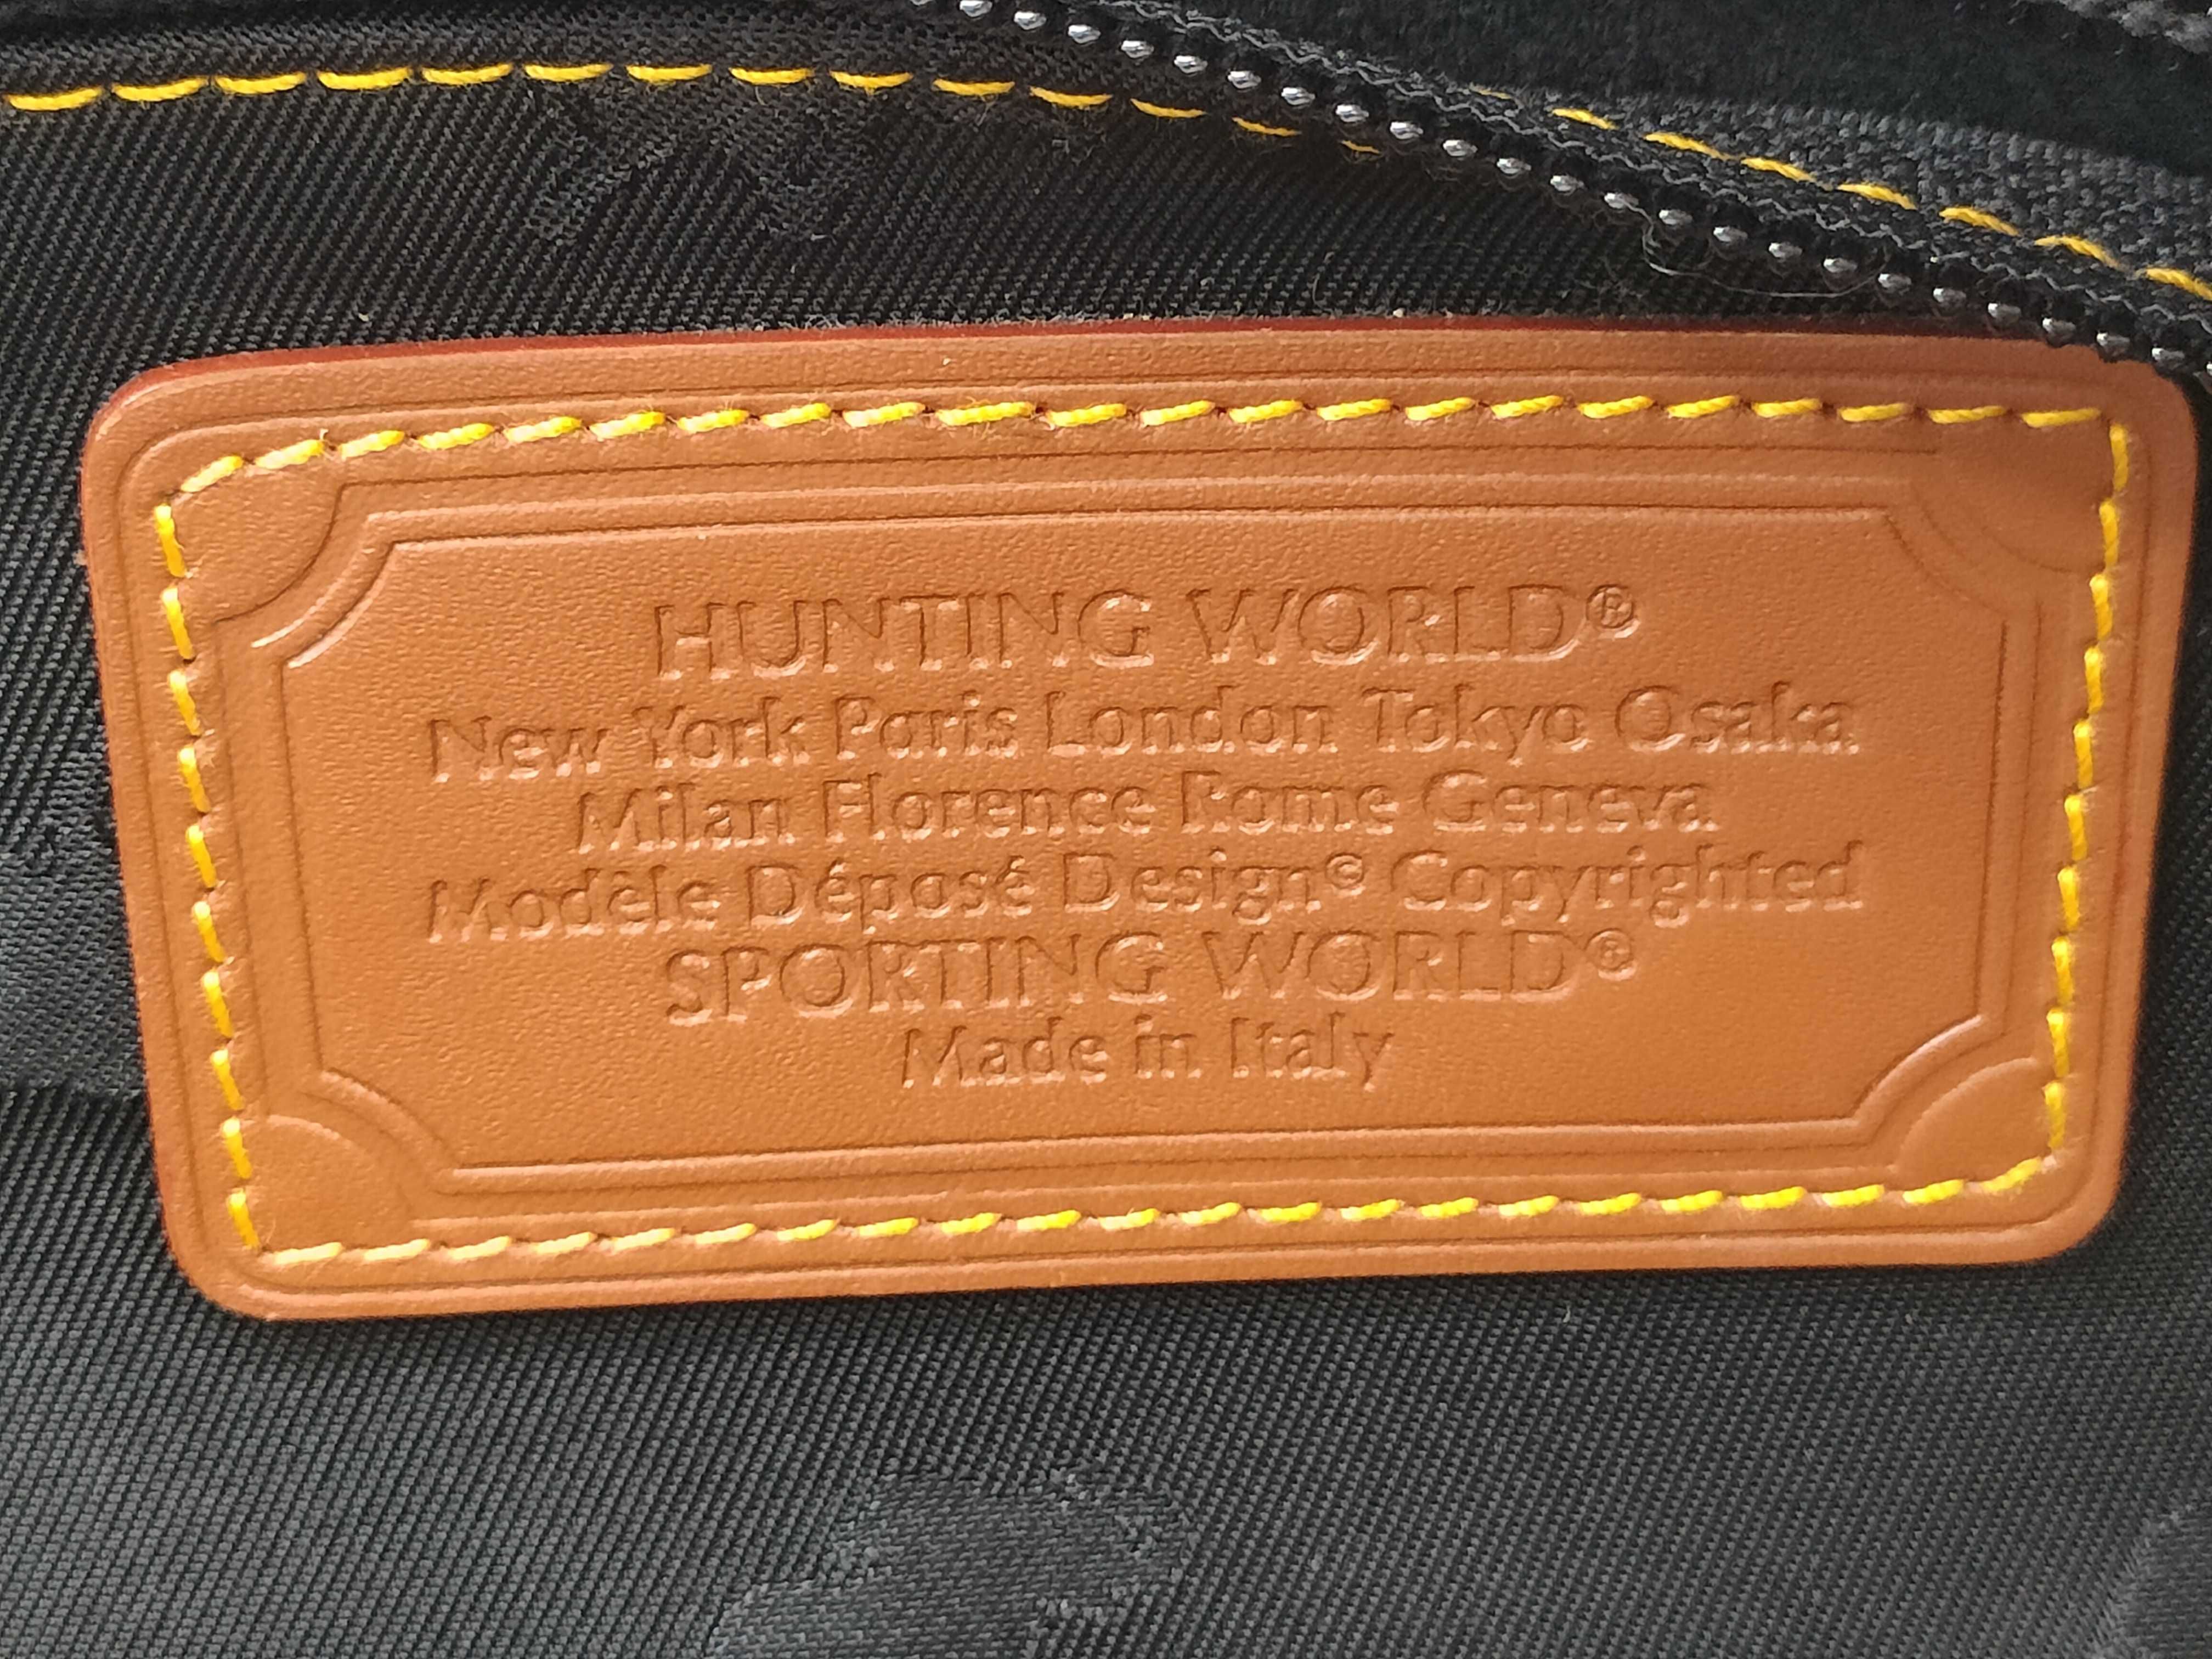 HUNTING WORLD®
New York Paris London Tokyo Osaka
Milan Florence Rome Geneva
Modèle Déposé Design© Copyrighted
SPORTING WORLD®
Made in Italy